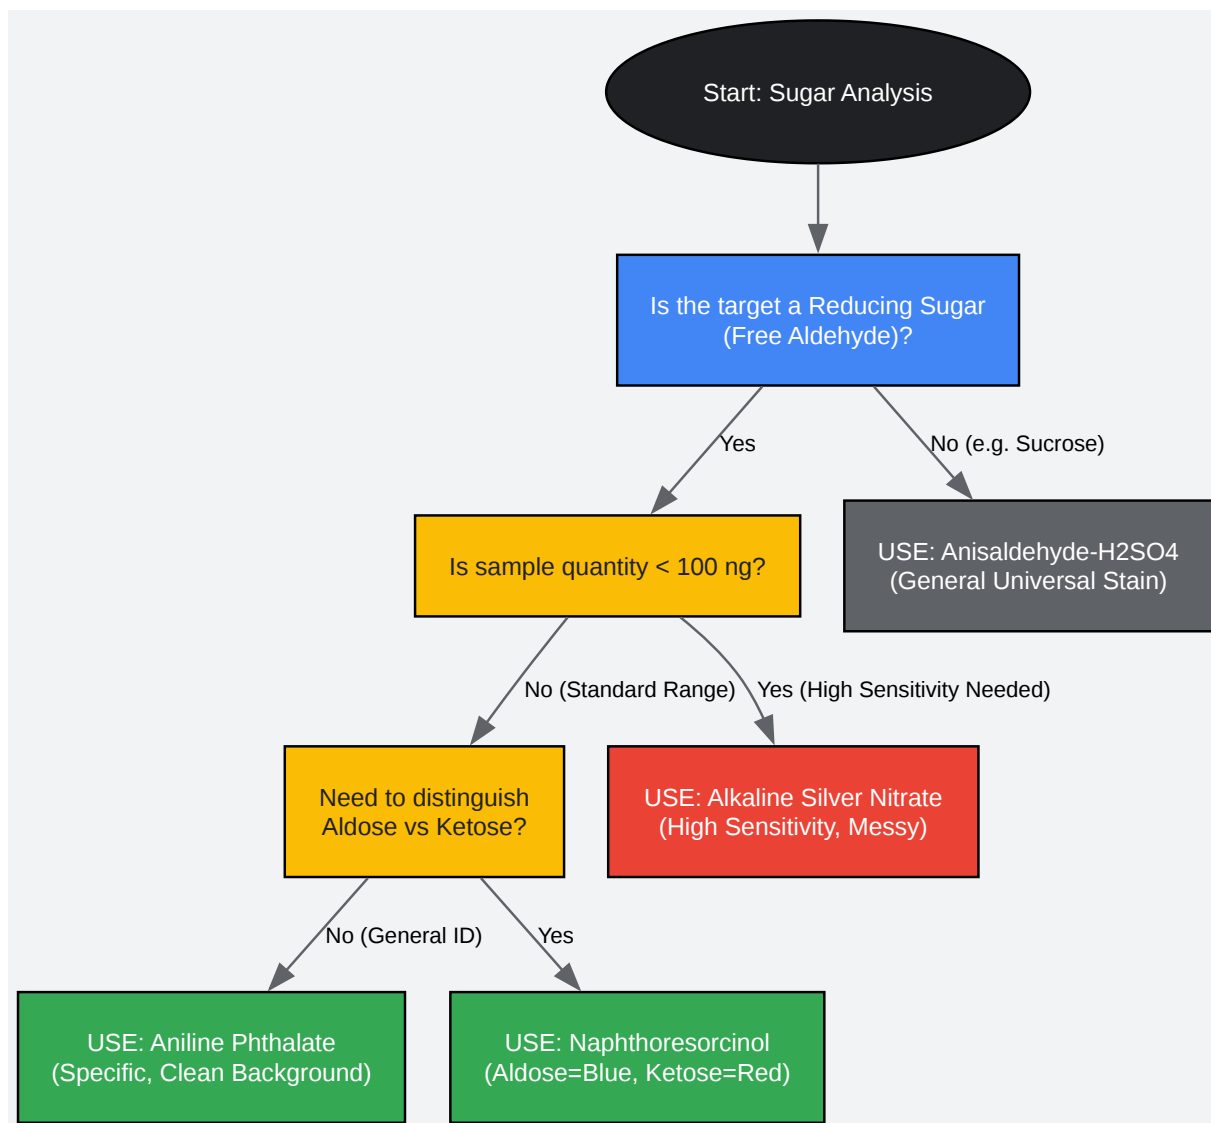 Start: Sugar Analysis
Is the target a Reducing Sugar
(Free Aldehyde)?
Yes
No (e.g. Sucrose)
Is sample quantity < 100 ng?
USE: Anisaldehyde-H2SO4
(General Universal Stain)
No (Standard Range)
Yes (High Sensitivity Needed)
Need to distinguish
Aldose vs Ketose?
USE: Alkaline Silver Nitrate
(High Sensitivity, Messy)
No (General ID)
Yes
USE: Aniline Phthalate
(Specific, Clean Background)
USE: Naphthoresorcinol
(Aldose=Blue, Ketose=Red)